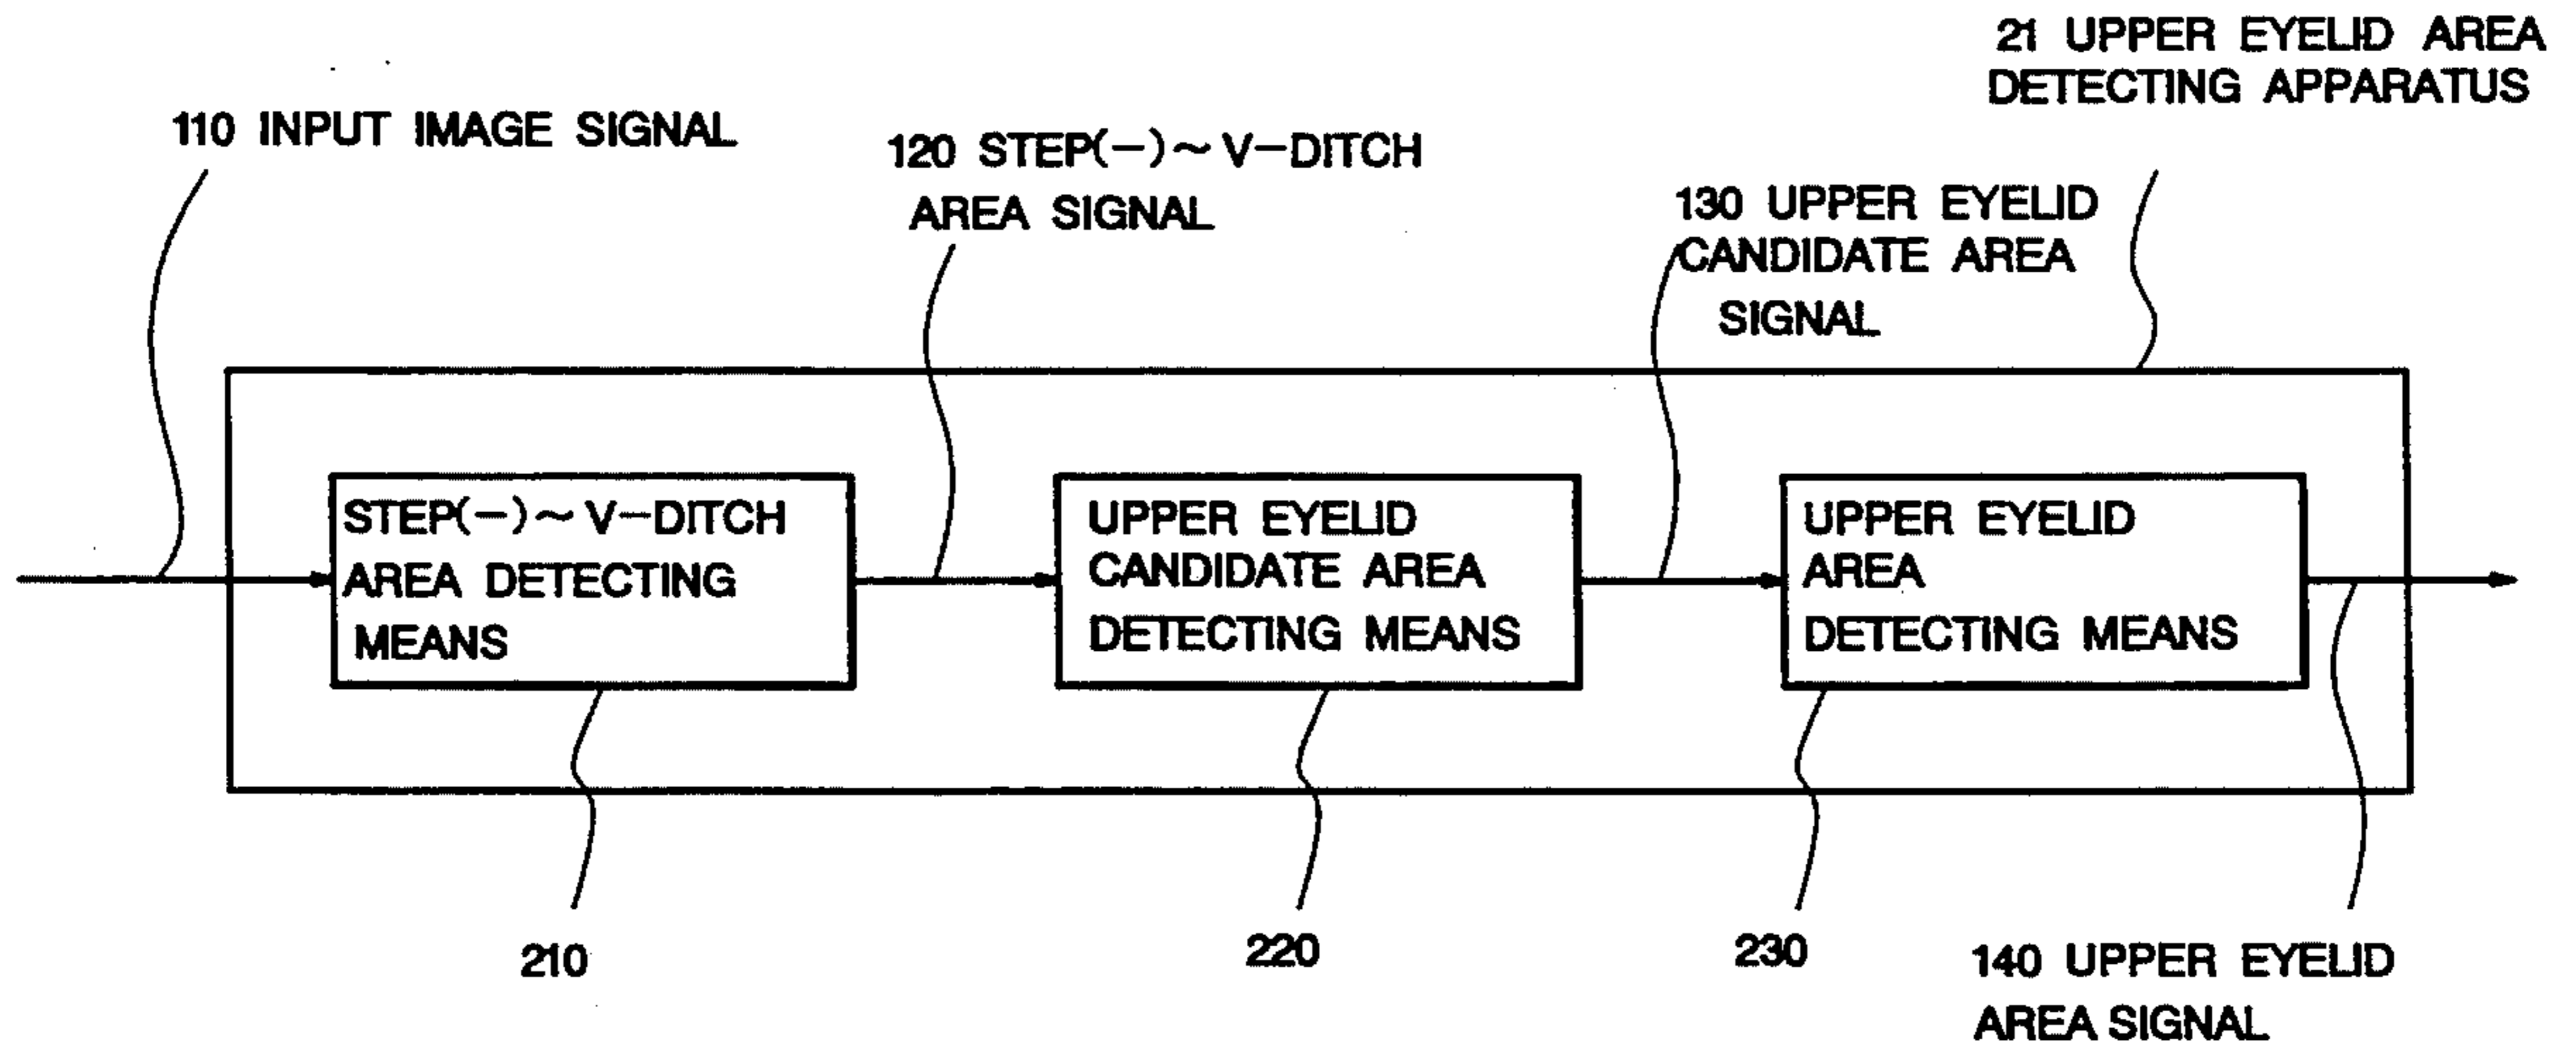 21 UPPER EYELID AREA
DETECTING APPARATUS
110 INPUT IMAGE SIGNAL
120 STEP(−)~V−DITCH
AREA SIGNAL
130 UPPER EYELID
CANDIDATE AREA
SIGNAL
STEP(−)~V−DITCH
AREA DETECTING
MEANS
UPPER EYELID
CANDIDATE AREA
DETECTING MEANS
UPPER EYELID
AREA
DETECTING MEANS
210
220
230
140 UPPER EYELID
AREA SIGNAL